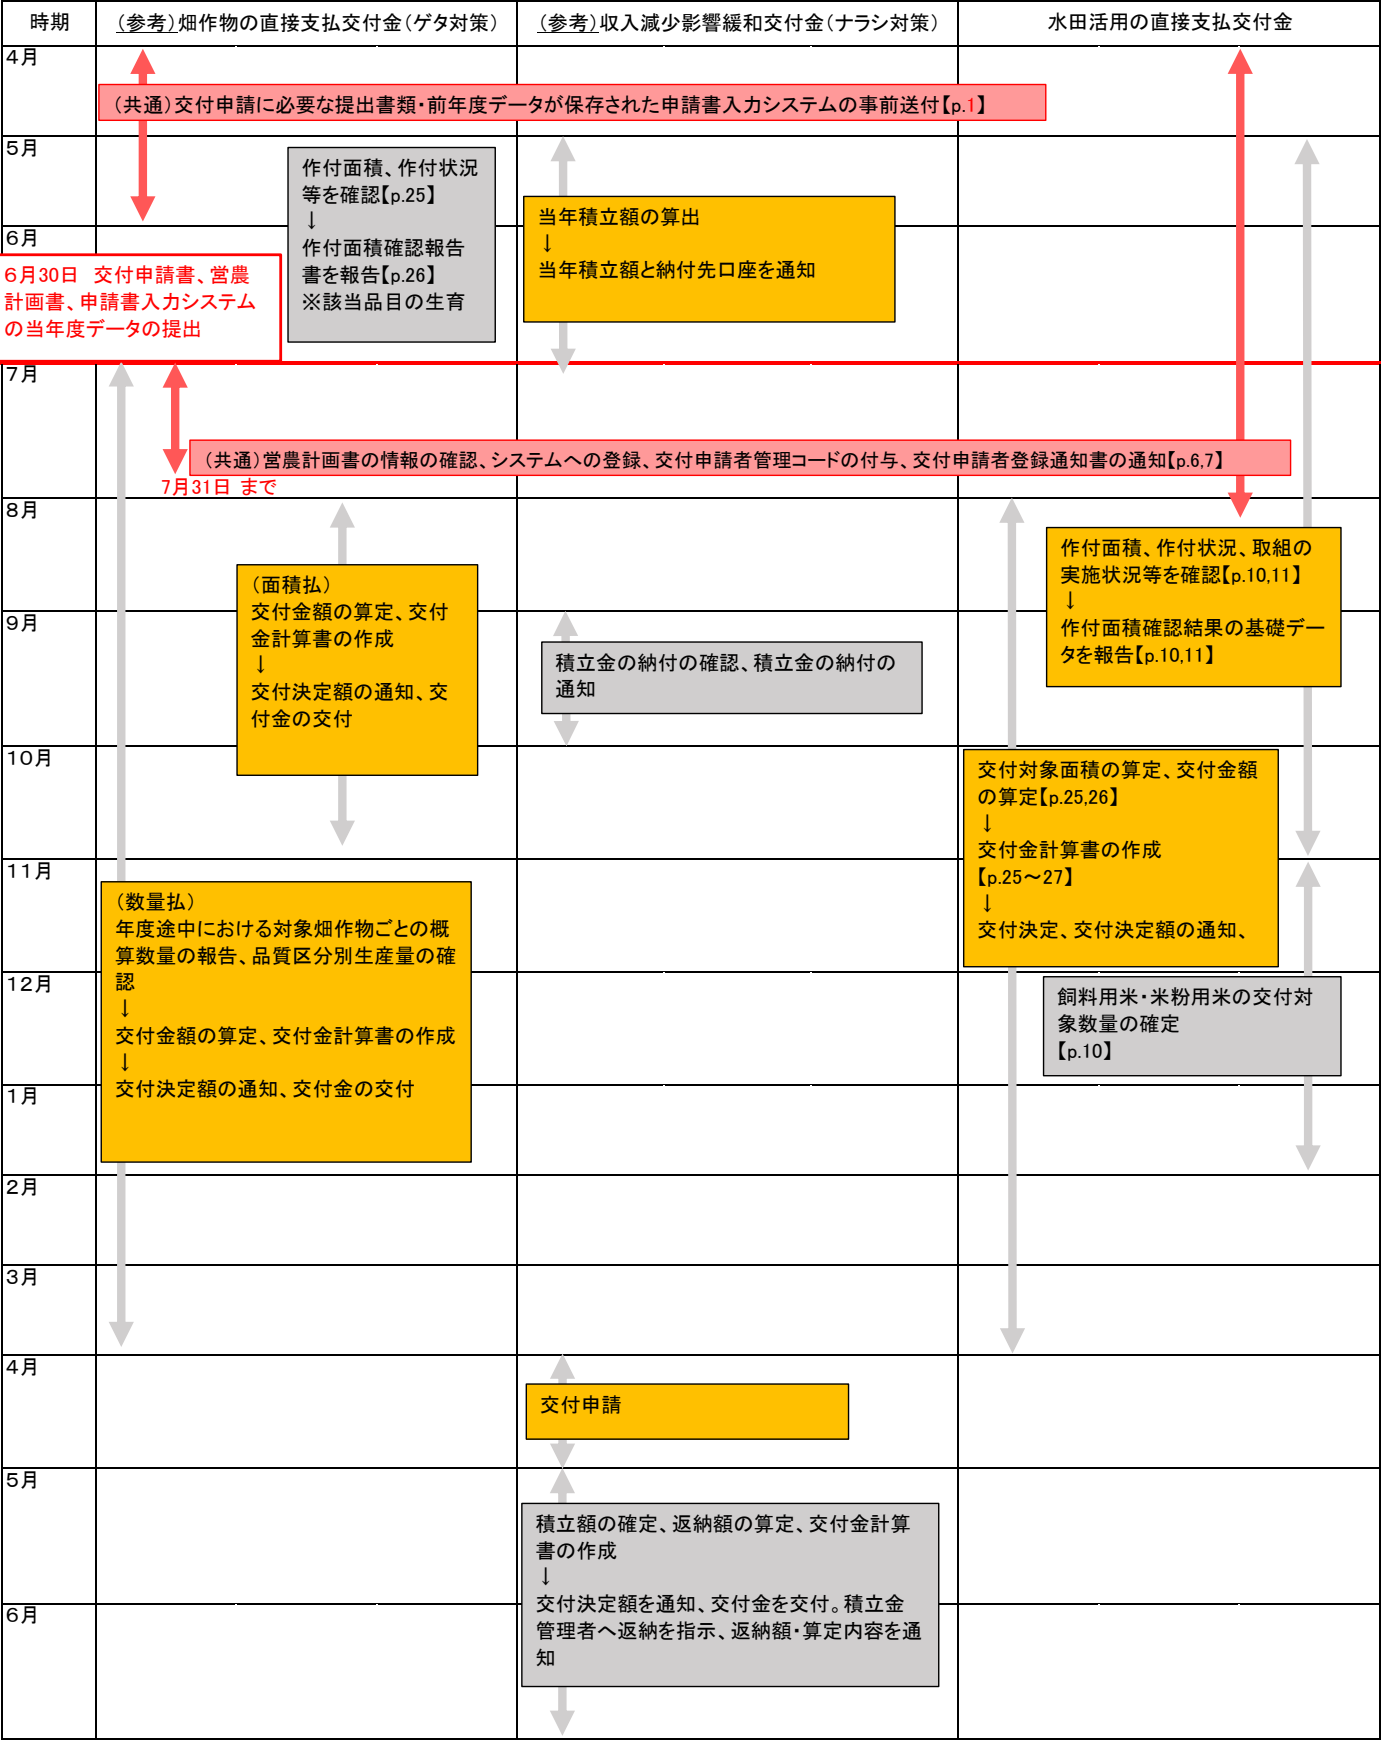 時期
(参考)畑作物の直接支払交付金(ゲタ対策)
(参考)収入減少影響緩和交付金(ナラシ対策)
水田活用の直接支払交付金
4月
(共通)交付申請に必要な提出書類・前年度データが保存された申請書入力システムの事前送付【p.1】
5月
作付面積、作付状況
等を確認【p.25】
↓
作付面積確認報告
書を報告【p.26】
※該当品目の生育
当年積立額の算出
↓
当年積立額と納付先口座を通知
6月
6月30日 交付申請書、営農
計画書、申請書入力システム
の当年度データの提出
7月
(共通)営農計画書の情報の確認、システムへの登録、交付申請者管理コードの付与、交付申請者登録通知書の通知【p.6,7】
7月31日 まで
8月
(面積払)
交付金額の算定、交付
金計算書の作成
↓
交付決定額の通知、交
付金の交付
作付面積、作付状況、取組の
実施状況等を確認【p.10,11】
↓
作付面積確認結果の基礎デー
タを報告【p.10,11】
9月
積立金の納付の確認、積立金の納付の
通知
10月
交付対象面積の算定、交付金額
の算定【p.25,26】
↓
交付金計算書の作成
【p.25～27】
↓
交付決定、交付決定額の通知、
11月
(数量払)
年度途中における対象畑作物ごとの概
算数量の報告、品質区分別生産量の確
認
↓
交付金額の算定、交付金計算書の作成
↓
交付決定額の通知、交付金の交付
12月
飼料用米・米粉用米の交付対
象数量の確定
【p.10】
1月
2月
3月
4月
交付申請
5月
積立額の確定、返納額の算定、交付金計算
書の作成
↓
交付決定額を通知、交付金を交付。積立金
管理者へ返納を指示、返納額・算定内容を通
知
6月